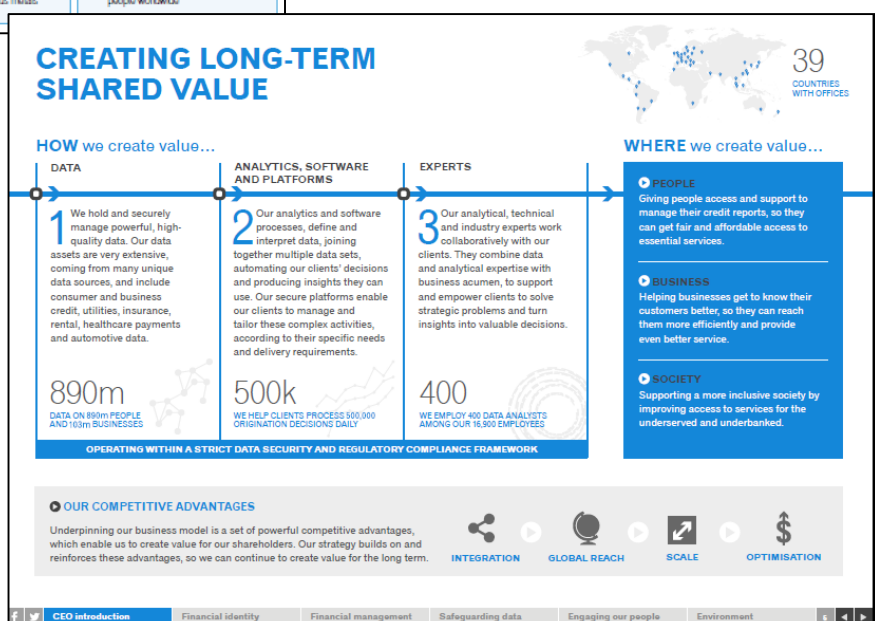 people worldwide
CREATING LONG-TERM
SHARED VALUE
39
COUNTRIES
WITH OFFICES
HOW we create value...
WHERE we create value...
DATA
1 We hold and securely
manage powerful, high-
quality data. Our data
assets are very extensive,
coming from many unique
data sources, and include
consumer and business
credit, utilities, insurance,
rental, healthcare payments
and automotive data.
890m
DATA ON 890m PEOPLE
AND 103m BUSINESSES
ANALYTICS, SOFTWARE
AND PLATFORMS
2 Our analytics and software
processes, define and
interpret data, joining
together multiple data sets,
automating our clients' decisions
and producing insights they can
use. Our secure platforms enable
our clients to manage and
tailor these complex activities,
according to their specific needs
and delivery requirements.
500k
WE HELP CLIENTS PROCESS 500,000
ORIGINATION DECISIONS DAILY
EXPERTS
3 Our analytical, technical
and industry experts work
collaboratively with our
clients. They combine data
and analytical expertise with
business acumen, to support
and empower clients to solve
strategic problems and turn
insights into valuable decisions.
400
WE EMPLOY 400 DATA ANALYSTS
AMONG OUR 16,900 EMPLOYEES
OPERATING WITHIN A STRICT DATA SECURITY AND REGULATORY COMPLIANCE FRAMEWORK
PEOPLE
Giving people access and support to
manage their credit reports, so they
can get fair and affordable access to
essential services.
BUSINESS
Helping businesses get to know their
customers better, so they can reach
them more efficiently and provide
even better service.
SOCIETY
Supporting a more inclusive society by
improving access to services for the
underserved and underbanked.
OUR COMPETITIVE ADVANTAGES
Underpinning our business model is a set of powerful competitive advantages,
which enable us to create value for our shareholders. Our strategy builds on and
reinforces these advantages, so we can continue to create value for the long term.
INTEGRATION
GLOBAL REACH
SCALE
OPTIMISATION
CEO introduction
Financial identity
Financial management
Safeguarding data
Engaging our people
Environment